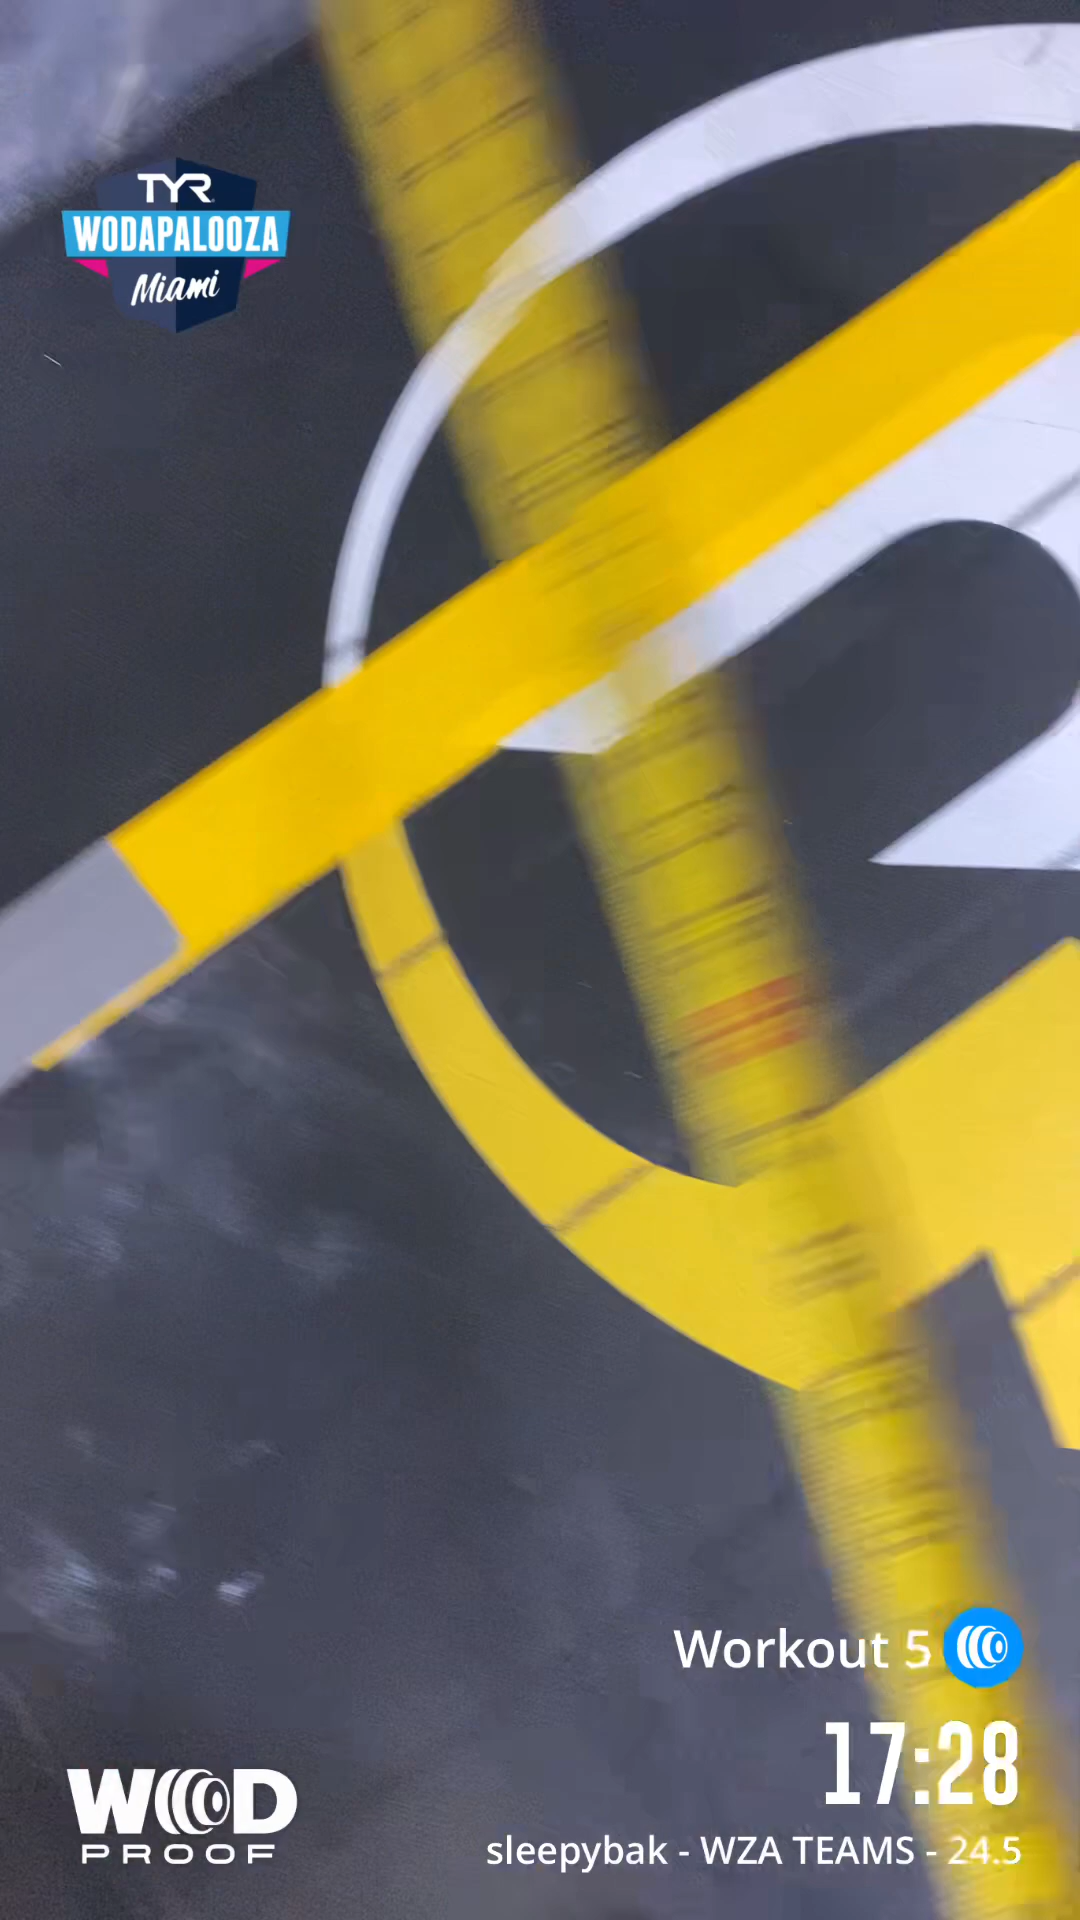 TYR
WODAPALOOZA
Miami
Workout 5
17:28
sleepybak - WZA TEAMS - 24.5
WOD
PROOF